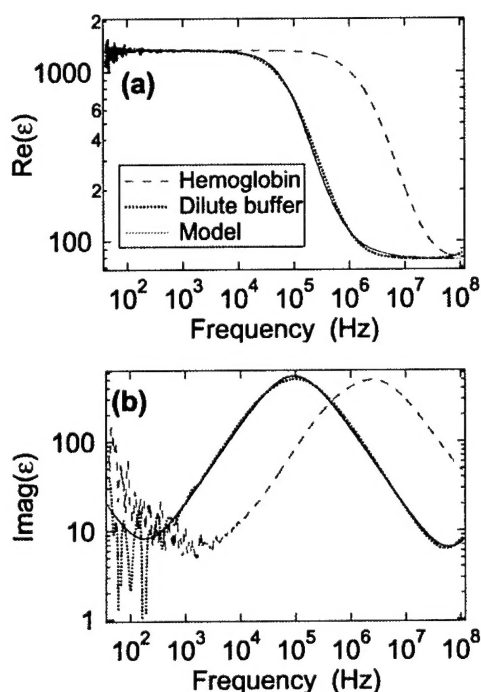 2
1000
6
4
2
100
Re(ε)
(a)
Hemoglobin
Dilute buffer
Model
10² 10³ 10⁴ 10⁵ 10⁶ 10⁷ 10⁸
Frequency (Hz)
(b)
100
10
1
Imag(ε)
10² 10³ 10⁴ 10⁵ 10⁶ 10⁷ 10⁸
Frequency (Hz)